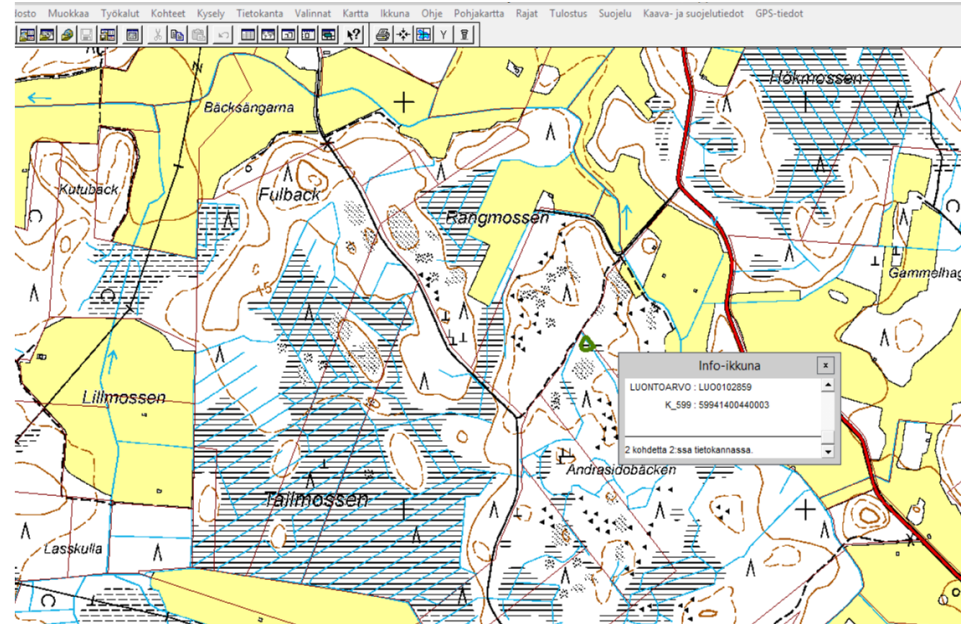 losto Muokkaa Työkalut Kohteet Kysely Tietokanta Valinnat Kartta Ikkuna Ohje Pohjakartta Rajat Tulostus Suojelu Kaava- ja suojelutiedot GPS-tiedot
Hökmossen
Bäcksängarna
Kutubäck
Fulbäck
Rangmossen
Gammelhag
15
Info-ikkuna
LUONTOARVO : LUO0102859
K_599 : 59941400440003
2 kohdetta 2:ssa tietokannassa.
Lillmossen
Andrasidobäcken
Tallmossen
Lasskulla